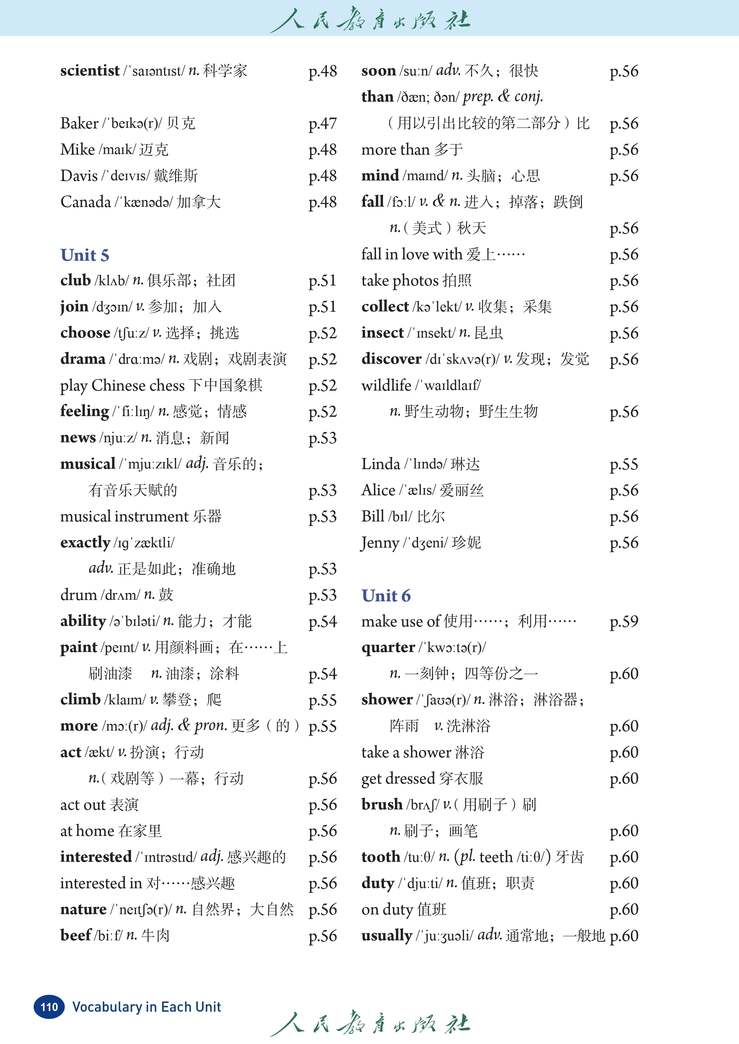 人民教育出版社
scientist /ˈsaɪəntɪst/ n. 科学家 p.48
Baker /ˈbeɪkə(r)/ 贝克 p.47
Mike /maɪk/ 迈克 p.48
Davis /ˈdeɪvɪs/ 戴维斯 p.48
Canada /ˈkænədə/ 加拿大 p.48
Unit 5
club /klʌb/ n. 俱乐部；社团 p.51
join /dʒɔɪn/ v. 参加；加入 p.51
choose /tʃuːz/ v. 选择；挑选 p.52
drama /ˈdrɑːmə/ n. 戏剧；戏剧表演 p.52
play Chinese chess 下中国象棋 p.52
feeling /ˈfiːlɪŋ/ n. 感觉；情感 p.52
news /njuːz/ n. 消息；新闻 p.53
musical /ˈmjuːzɪkl/ adj. 音乐的；
有音乐天赋的 p.53
musical instrument 乐器 p.53
exactly /ɪɡˈzæktli/
adv. 正是如此；准确地 p.53
drum /drʌm/ n. 鼓 p.53
ability /əˈbɪləti/ n. 能力；才能 p.54
paint /peɪnt/ v. 用颜料画；在……上
刷油漆 n. 油漆；涂料 p.54
climb /klaɪm/ v. 攀登；爬 p.55
more /mɔː(r)/ adj. & pron. 更多（的） p.55
act /ækt/ v. 扮演；行动
n.（戏剧等）一幕；行动 p.56
act out 表演 p.56
at home 在家里 p.56
interested /ˈɪntrəstɪd/ adj. 感兴趣的 p.56
interested in 对……感兴趣 p.56
nature /ˈneɪtʃə(r)/ n. 自然界；大自然 p.56
beef /biːf/ n. 牛肉 p.56
soon /suːn/ adv. 不久；很快 p.56
than /ðæn; ðən/ prep. & conj.
（用以引出比较的第二部分）比 p.56
more than 多于 p.56
mind /maɪnd/ n. 头脑；心思 p.56
fall /fɔːl/ v. & n. 进入；掉落；跌倒
n.（美式）秋天 p.56
fall in love with 爱上…… p.56
take photos 拍照 p.56
collect /kəˈlekt/ v. 收集；采集 p.56
insect /ˈɪnsekt/ n. 昆虫 p.56
discover /dɪˈskʌvə(r)/ v. 发现；发觉 p.56
wildlife /ˈwaɪldlaɪf/
n. 野生动物；野生生物 p.56
Linda /ˈlɪndə/ 琳达 p.55
Alice /ˈælɪs/ 爱丽丝 p.56
Bill /bɪl/ 比尔 p.56
Jenny /ˈdʒeni/ 珍妮 p.56
Unit 6
make use of 使用……；利用…… p.59
quarter /ˈkwɔːtə(r)/
n. 一刻钟；四等份之一 p.60
shower /ˈʃaʊə(r)/ n. 淋浴；淋浴器；
阵雨 v. 洗淋浴 p.60
take a shower 淋浴 p.60
get dressed 穿衣服 p.60
brush /brʌʃ/ v.（用刷子）刷
n. 刷子；画笔 p.60
tooth /tuːθ/ n. (pl. teeth /tiːθ/) 牙齿 p.60
duty /ˈdjuːti/ n. 值班；职责 p.60
on duty 值班 p.60
usually /ˈjuːʒuəli/ adv. 通常地；一般地 p.60
110 Vocabulary in Each Unit
人民教育出版社